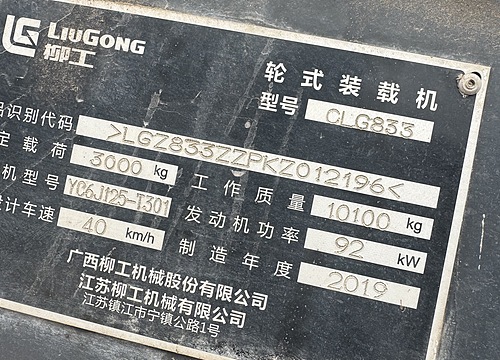 LIUGONG
柳工
轮式装载机
型号 CLG833
品识别代码 >LGZ833ZZPKZ012196<
定载荷 3000 kg 工作质量 10100 kg
机型号 YC6J125-T301 发动机功率 92 kW
设计车速 40 km/h 制造年度 2019
广西柳工机械股份有限公司
江苏柳工机械有限公司
江苏镇江市宁镇公路1号